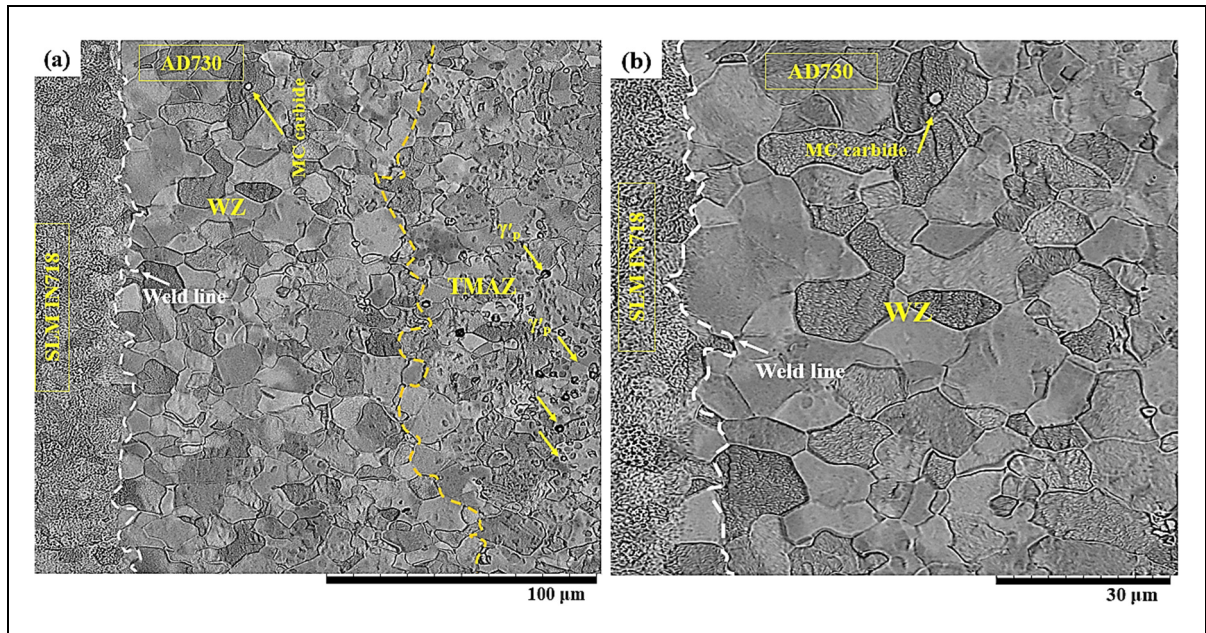 (a)
AD730
MC carbide
WZ
SLM IN718
Weld line
γ'p
TMAZ
γ'p
100 μm
(b)
AD730
MC carbide
SLM IN718
WZ
Weld line
30 μm